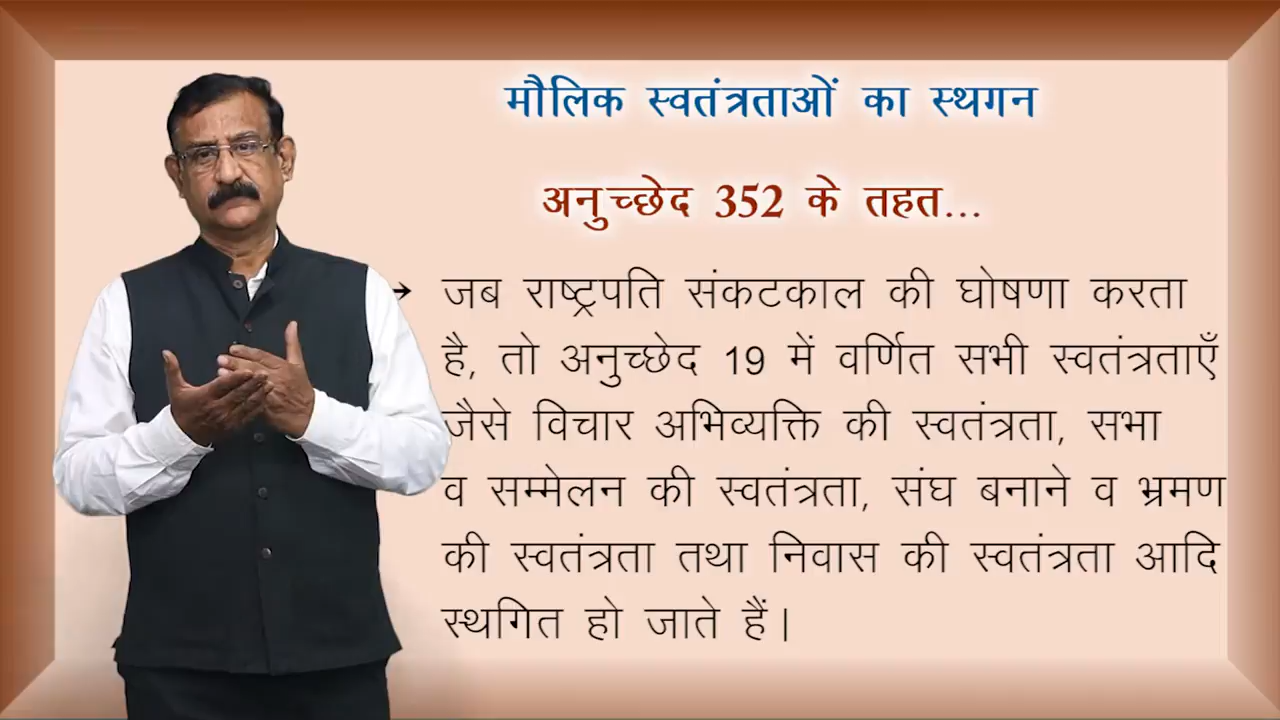 मौलिक स्वतंत्रताओं का स्थगन
अनुच्छेद 352 के तहत...
→ जब राष्ट्रपति संकटकाल की घोषणा करता
है, तो अनुच्छेद 19 में वर्णित सभी स्वतंत्रताएँ
जैसे विचार अभिव्यक्ति की स्वतंत्रता, सभा
व सम्मेलन की स्वतंत्रता, संघ बनाने व भ्रमण
की स्वतंत्रता तथा निवास की स्वतंत्रता आदि
स्थगित हो जाते हैं।